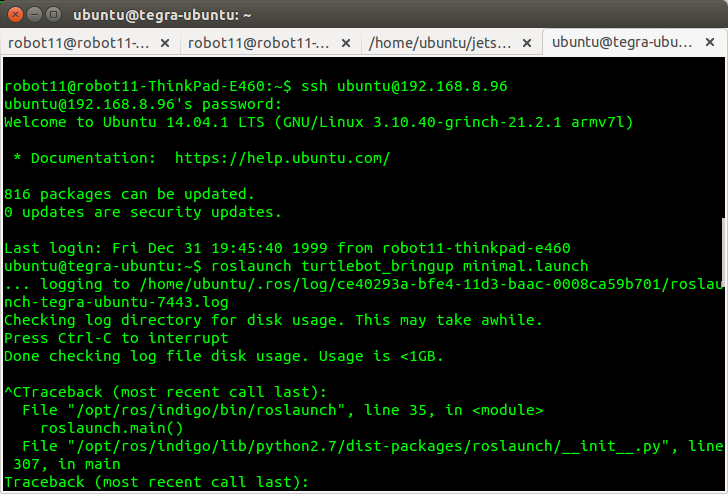 ubuntu@tegra-ubuntu: ~
robot11@robot11-... robot11@robot11-... /home/ubuntu/jets... ubuntu@tegra-ubu...
robot11@robot11-ThinkPad-E460:~$ ssh ubuntu@192.168.8.96
ubuntu@192.168.8.96's password:
Welcome to Ubuntu 14.04.1 LTS (GNU/Linux 3.10.40-grinch-21.2.1 armv7l)
* Documentation:  https://help.ubuntu.com/
816 packages can be updated.
0 updates are security updates.
Last login: Fri Dec 31 19:45:40 1999 from robot11-thinkpad-e460
ubuntu@tegra-ubuntu:~$ roslaunch turtlebot_bringup minimal.launch
... logging to /home/ubuntu/.ros/log/ce40293a-bfe4-11d3-baac-0008ca59b701/roslau
nch-tegra-ubuntu-7443.log
Checking log directory for disk usage. This may take awhile.
Press Ctrl-C to interrupt
Done checking log file disk usage. Usage is <1GB.
^CTraceback (most recent call last):
File "/opt/ros/indigo/bin/roslaunch", line 35, in <module>
roslaunch.main()
File "/opt/ros/indigo/lib/python2.7/dist-packages/roslaunch/__init__.py", line
307, in main
Traceback (most recent call last):